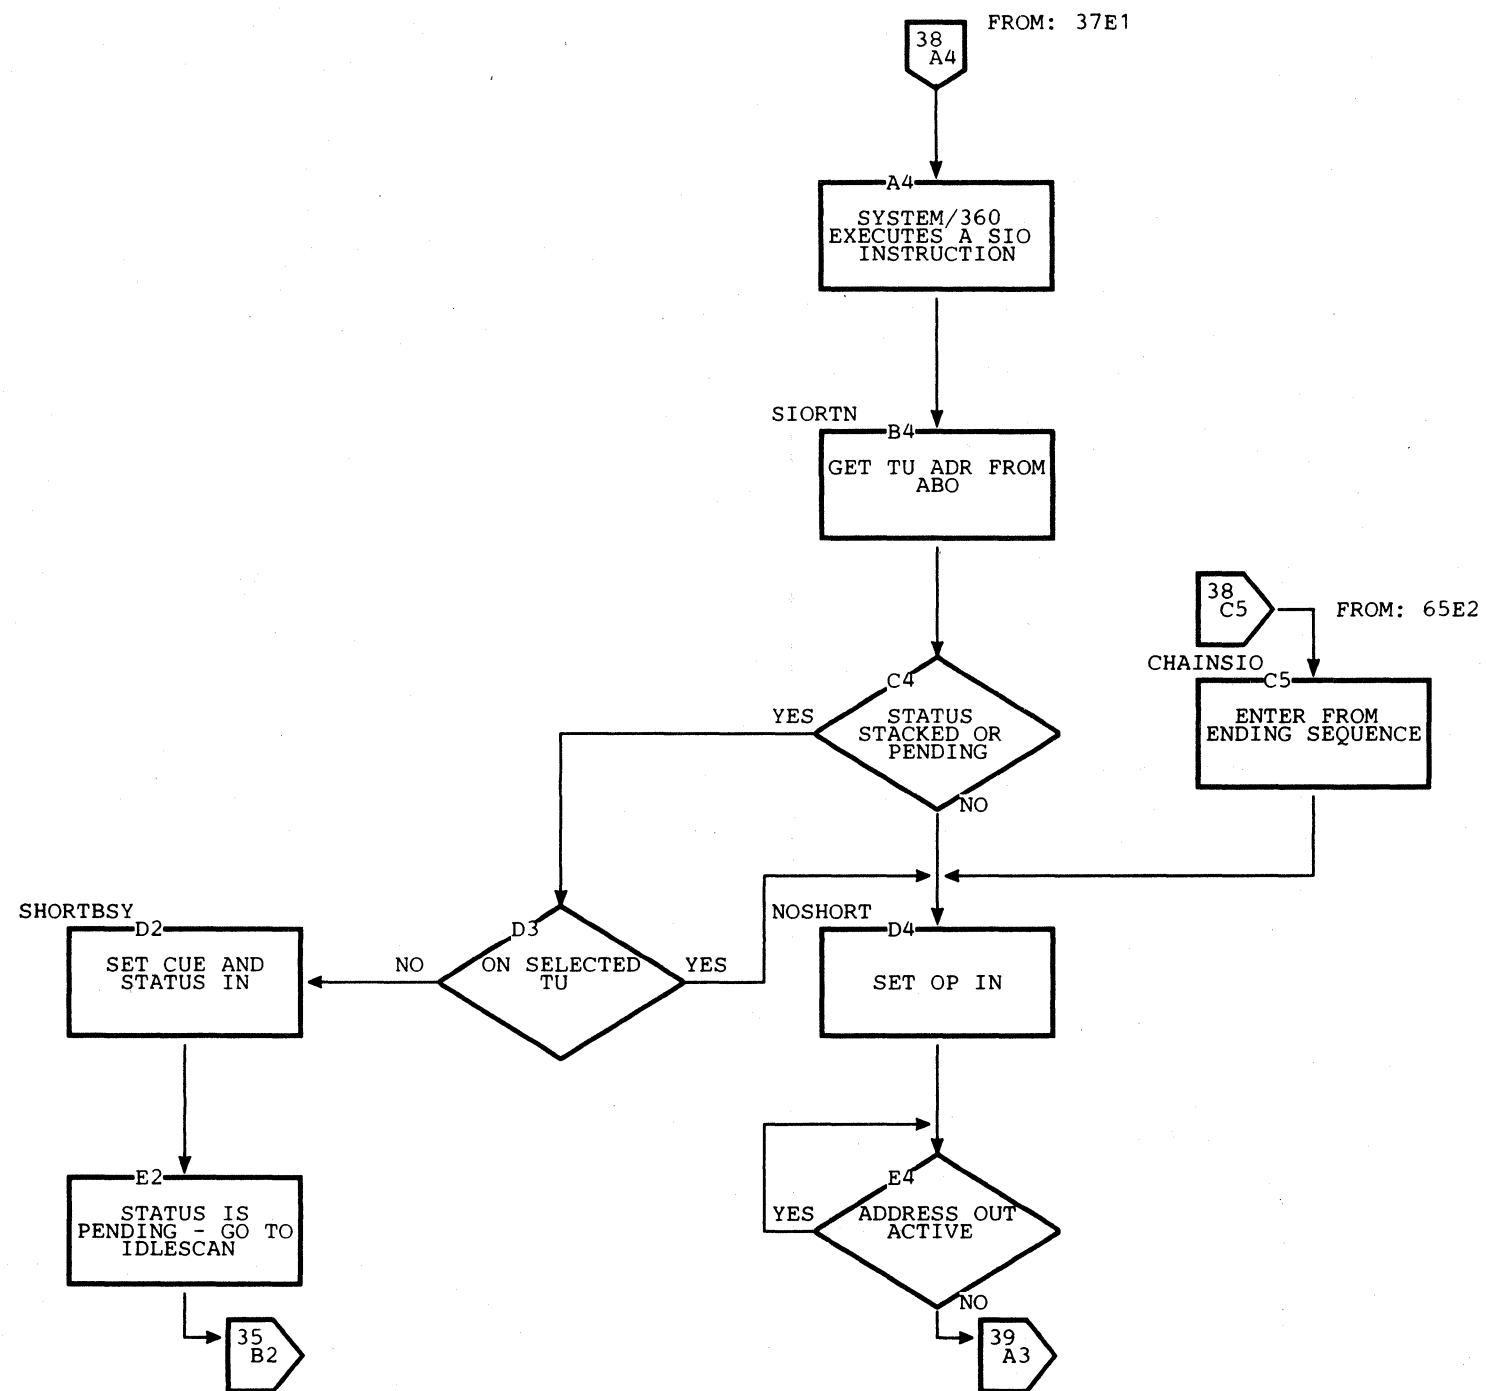 38
A4
FROM: 37E1
A4
SYSTEM/360
EXECUTES A SIO
INSTRUCTION
SIORTN
B4
GET TU ADR FROM
ABO
38
C5
FROM: 65E2
CHAINSIO
C5
ENTER FROM
ENDING SEQUENCE
C4
YES
STATUS
STACKED OR
PENDING
NO
SHORTBSY
D2
SET CUE AND
STATUS IN
NO
D3
ON SELECTED
TU
YES
NOSHORT
D4
SET OP IN
E2
STATUS IS
PENDING - GO TO
IDLESCAN
E4
YES
ADDRESS OUT
ACTIVE
NO
35
B2
39
A3